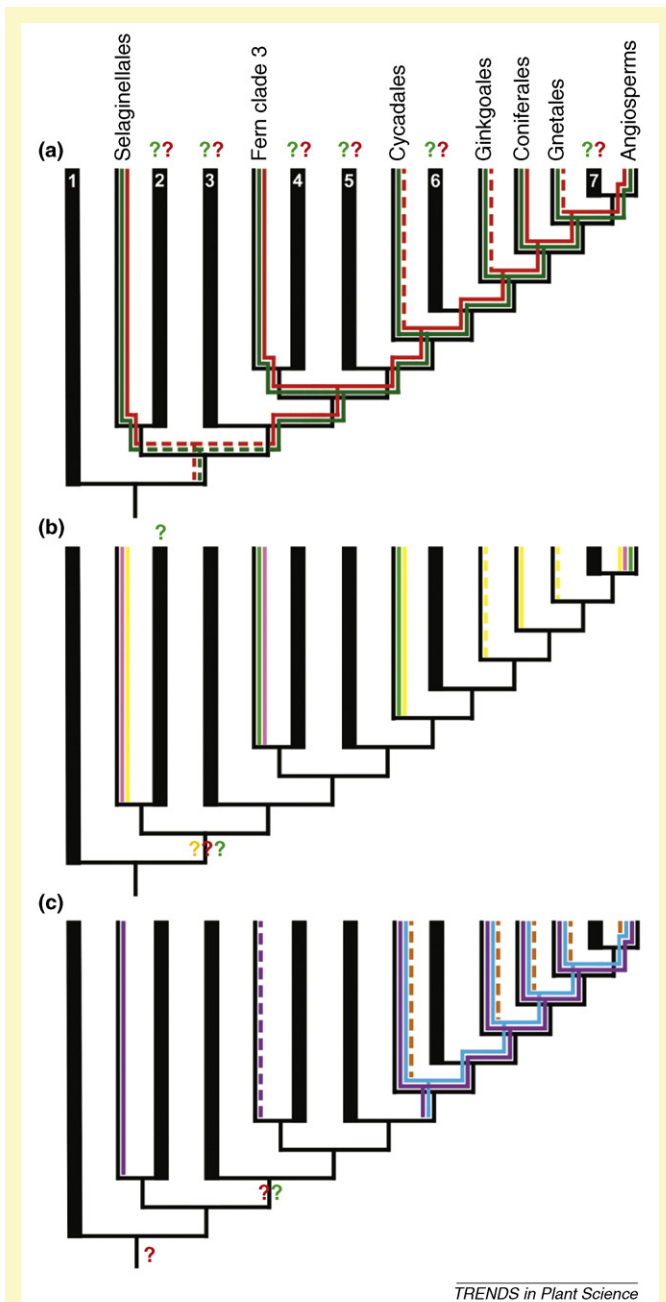 Selaginellales
Fern clade 3
Cycadales
Ginkgoales
Coniferales
Gnetales
Angiosperms
(a) ?? ?? ?? ?? ?? ??
1 2 3 4 5 6 7
?
(b)
???
(c)
??
?
TRENDS in Plant Science